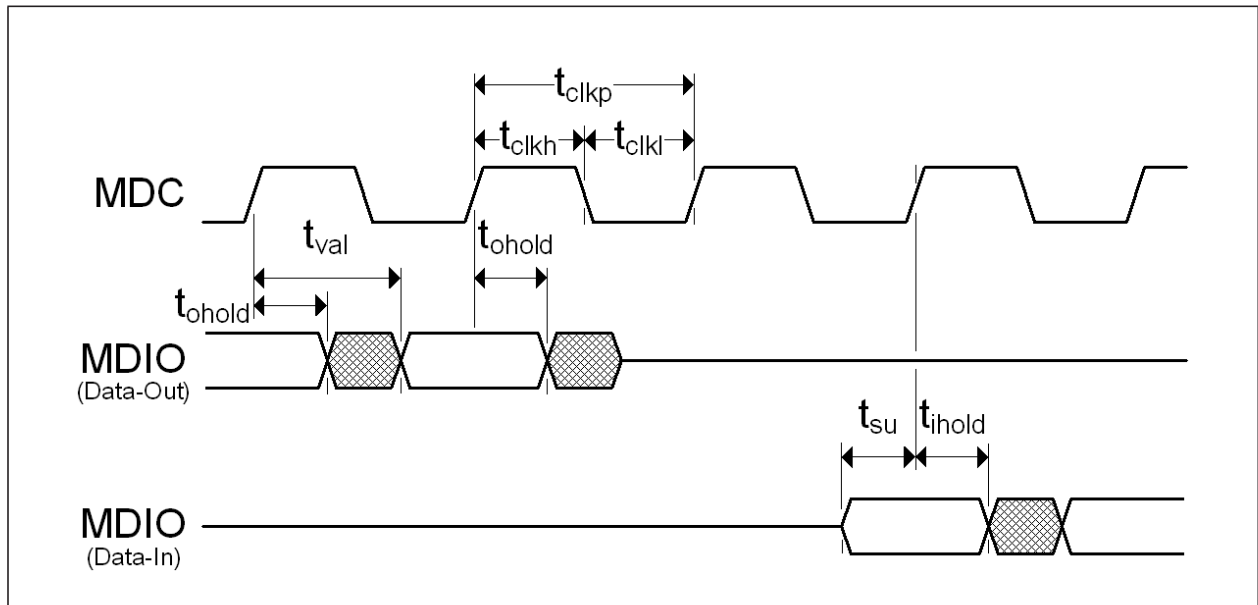 tclkp
tclkh
tclkl
MDC
tval
tohold
tohold
MDIO
(Data-Out)
tsu
tihold
MDIO
(Data-In)